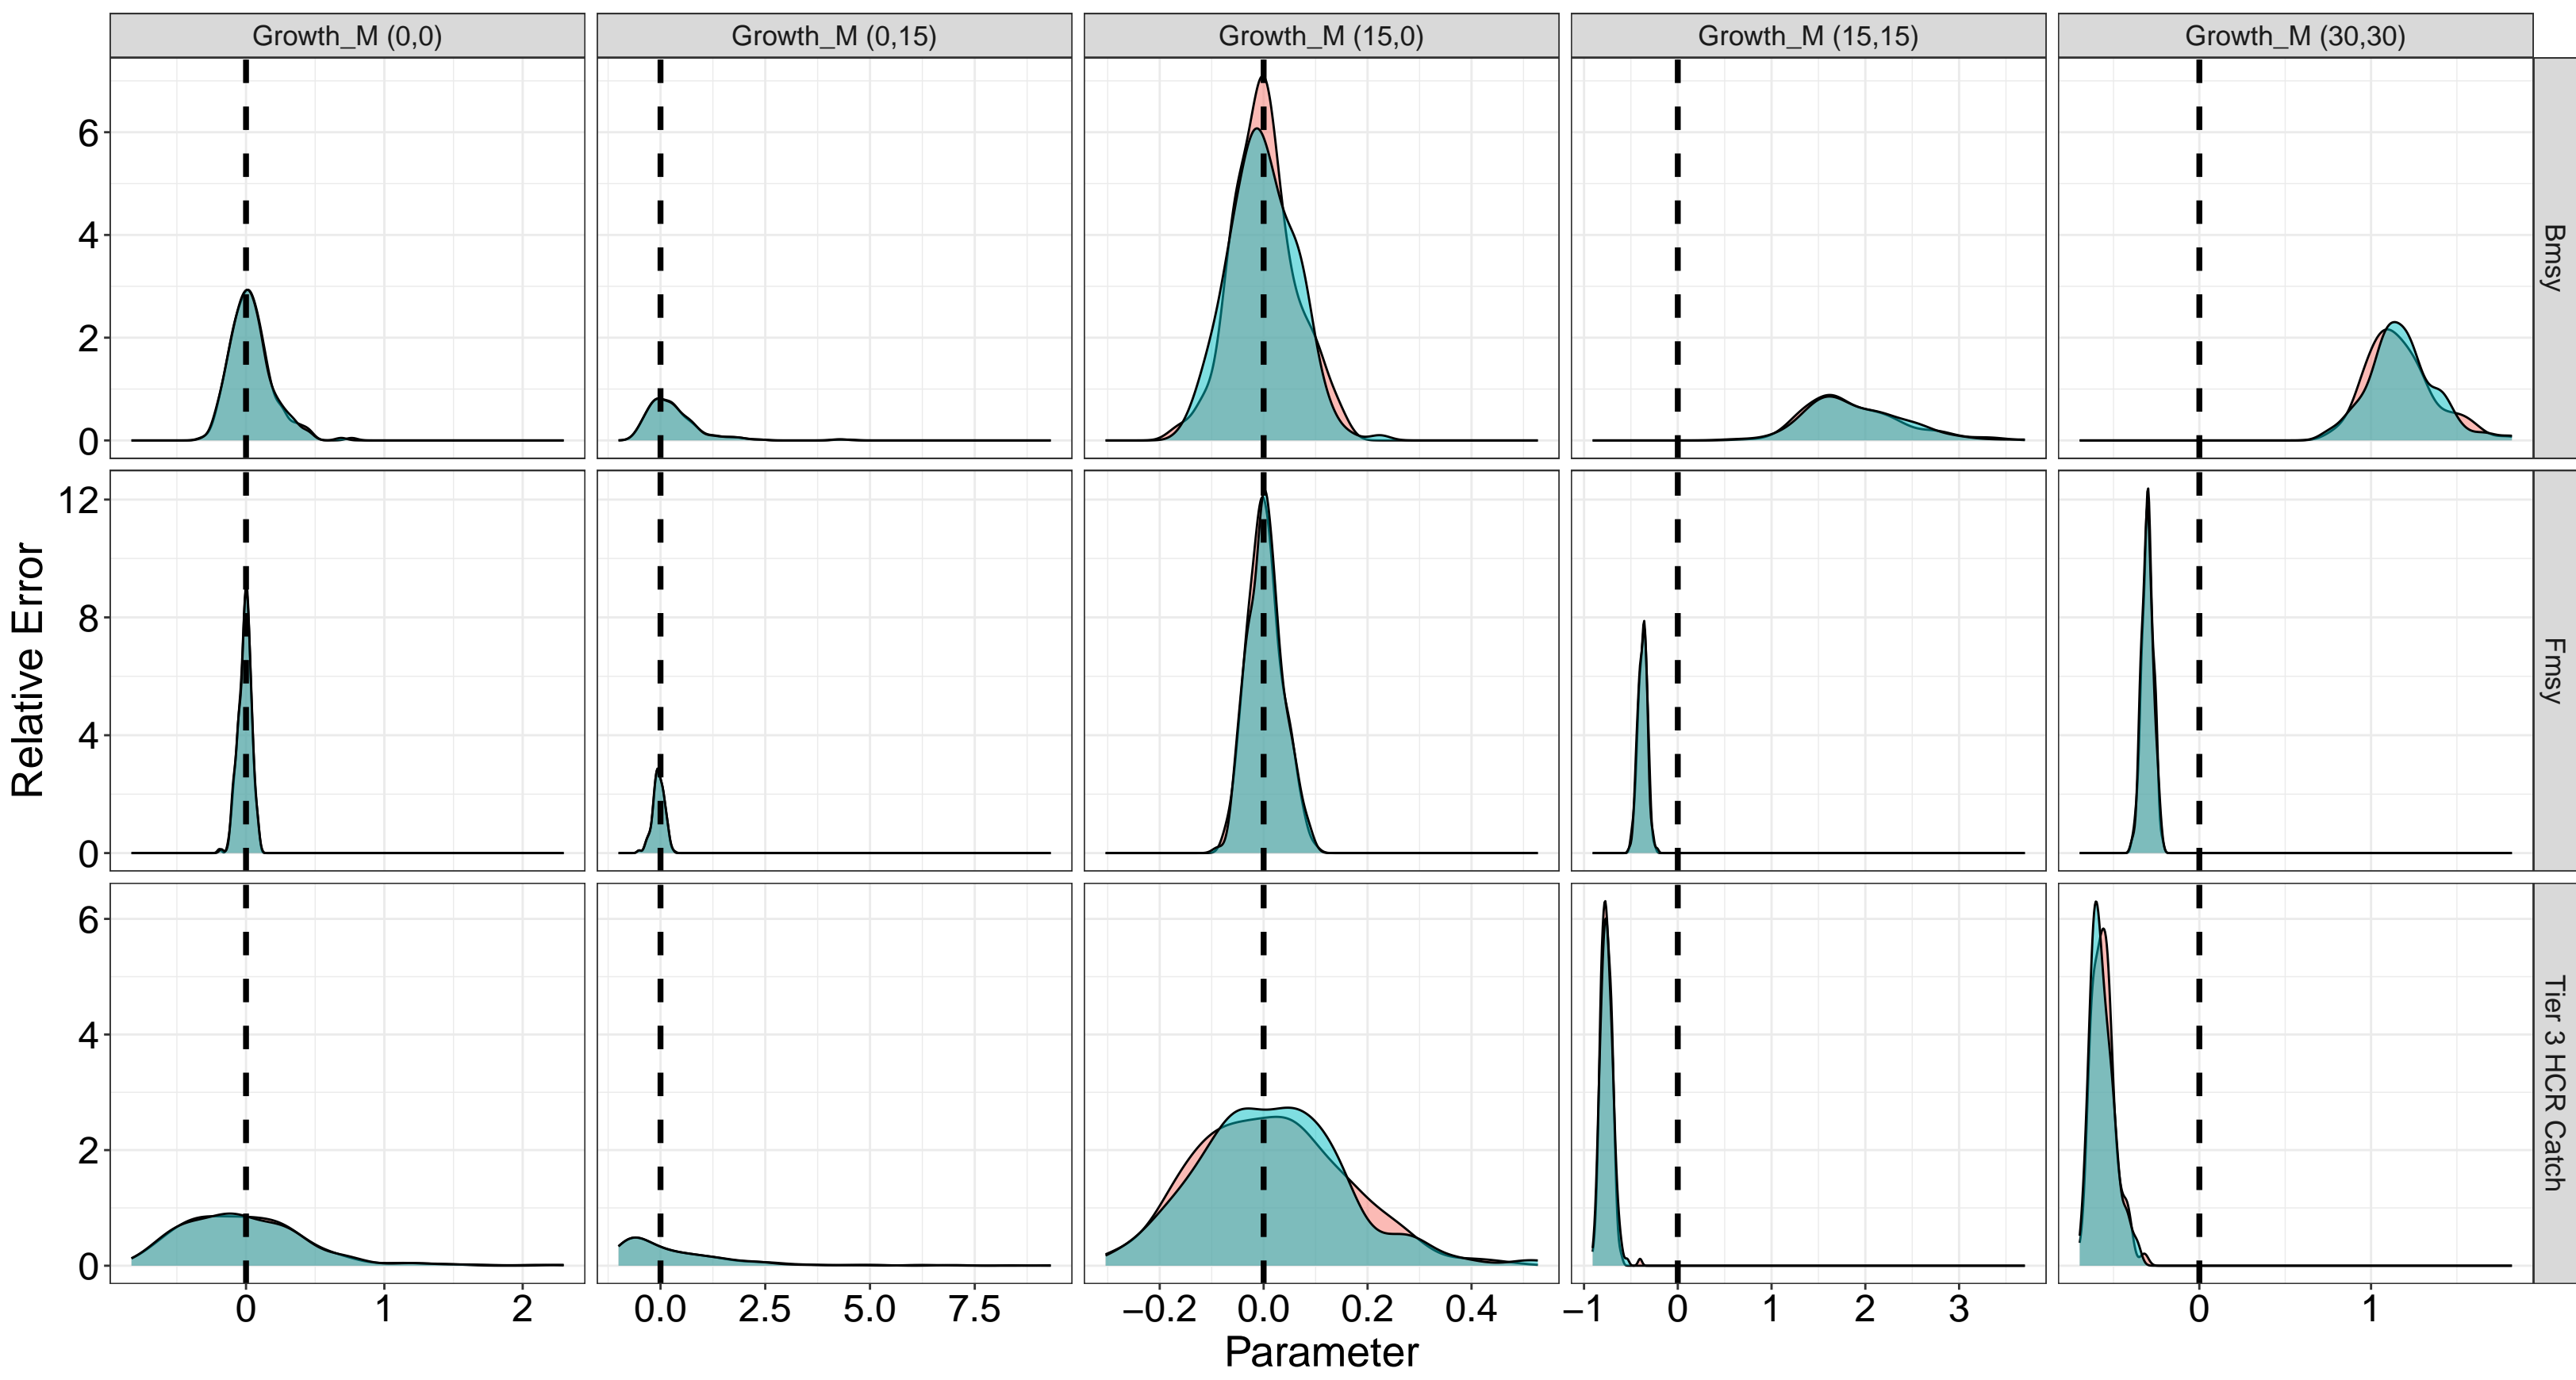 Growth_M (0,0) Growth_M (0,15) Growth_M (15,0) Growth_M (15,15) Growth_M (30,30)
6
4
2
0
Bmsy
12
8
4
0
Fmsy
6
4
2
0
Tier 3 HCR Catch
Relative Error
0 1 2 0.0 2.5 5.0 7.5 −0.2 0.0 0.2 0.4 −1 0 1 2 3 0 1
Parameter